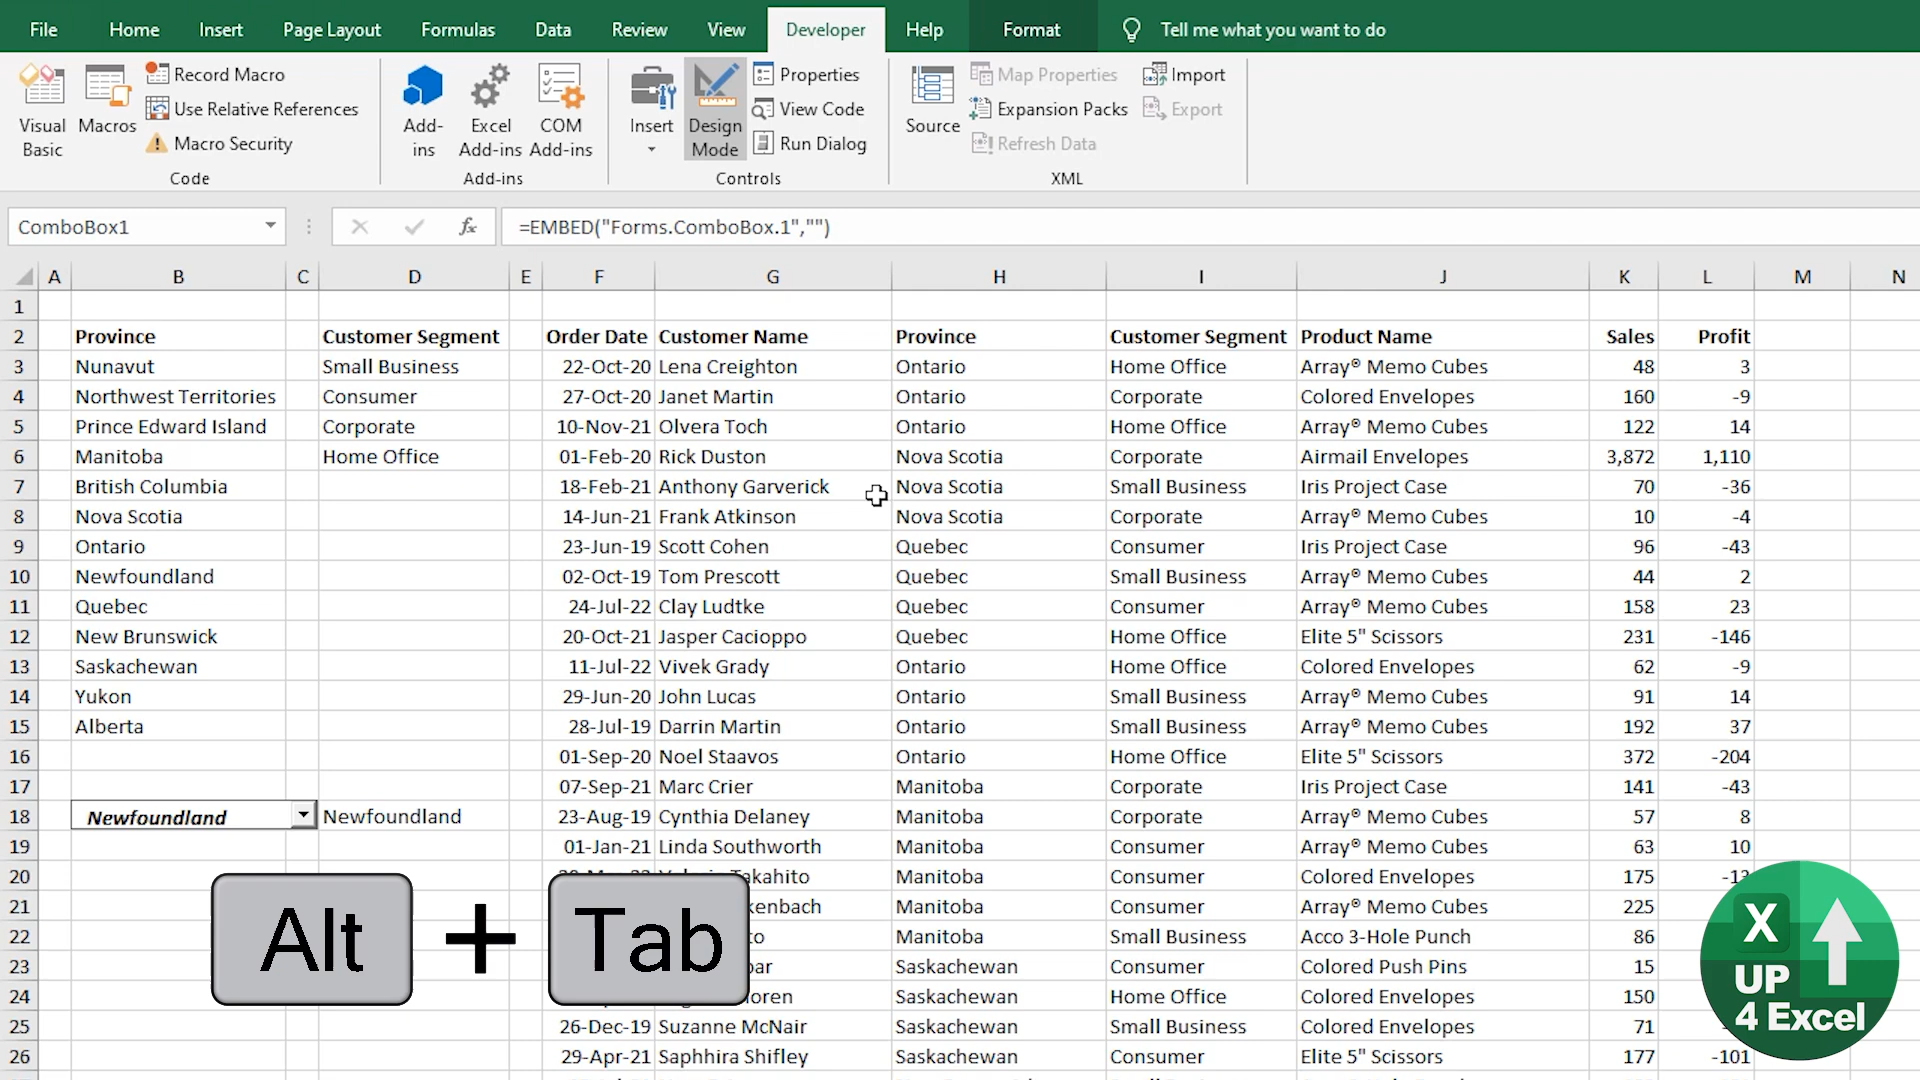 File Home Insert Page Layout Formulas Data Review View Developer Help Format Tell me what you want to do
Visual Basic
Macros
Record Macro
Use Relative References
Macro Security
Code
Add-ins
Excel Add-ins
COM Add-ins
Add-ins
Insert
Design Mode
Properties
View Code
Run Dialog
Controls
Source
Map Properties
Expansion Packs
Refresh Data
Import
Export
XML
ComboBox1 fx =EMBED("Forms.ComboBox.1","")
A B C D E F G H I J K L M N
1
2 Province Customer Segment Order Date Customer Name Province Customer Segment Product Name Sales Profit
3 Nunavut Small Business 22-Oct-20 Lena Creighton Ontario Home Office Array® Memo Cubes 48 3
4 Northwest Territories Consumer 27-Oct-20 Janet Martin Ontario Corporate Colored Envelopes 160 -9
5 Prince Edward Island Corporate 10-Nov-21 Olvera Toch Ontario Home Office Array® Memo Cubes 122 14
6 Manitoba Home Office 01-Feb-20 Rick Duston Nova Scotia Corporate Airmail Envelopes 3,872 1,110
7 British Columbia 18-Feb-21 Anthony Garverick Nova Scotia Small Business Iris Project Case 70 -36
8 Nova Scotia 14-Jun-21 Frank Atkinson Nova Scotia Corporate Array® Memo Cubes 10 -4
9 Ontario 23-Jun-19 Scott Cohen Quebec Consumer Iris Project Case 96 -43
10 Newfoundland 02-Oct-19 Tom Prescott Quebec Small Business Array® Memo Cubes 44 2
11 Quebec 24-Jul-22 Clay Ludtke Quebec Consumer Array® Memo Cubes 158 23
12 New Brunswick 20-Oct-21 Jasper Cacioppo Quebec Home Office Elite 5" Scissors 231 -146
13 Saskachewan 11-Jul-22 Vivek Grady Ontario Home Office Colored Envelopes 62 -9
14 Yukon 29-Jun-20 John Lucas Ontario Small Business Array® Memo Cubes 91 14
15 Alberta 28-Jul-19 Darrin Martin Ontario Small Business Array® Memo Cubes 192 37
16 01-Sep-20 Noel Staavos Ontario Home Office Elite 5" Scissors 372 -204
17 07-Sep-21 Marc Crier Manitoba Corporate Iris Project Case 141 -43
18 Newfoundland Newfoundland 23-Aug-19 Cynthia Delaney Manitoba Corporate Array® Memo Cubes 57 8
19 01-Jan-21 Linda Southworth Manitoba Consumer Array® Memo Cubes 63 10
20 Manitoba Consumer Colored Envelopes 175
21 Manitoba Consumer Array® Memo Cubes 225
22 Manitoba Small Business Acco 3-Hole Punch 86
23 Saskachewan Consumer Colored Push Pins 15
24 Saskachewan Home Office Colored Envelopes 150
25 26-Dec-19 Suzanne McNair Saskachewan Small Business Colored Envelopes 71
26 29-Apr-21 Saphhira Shifley Saskachewan Consumer Elite 5" Scissors 177 -101
Alt + Tab
X
UP
4 Excel